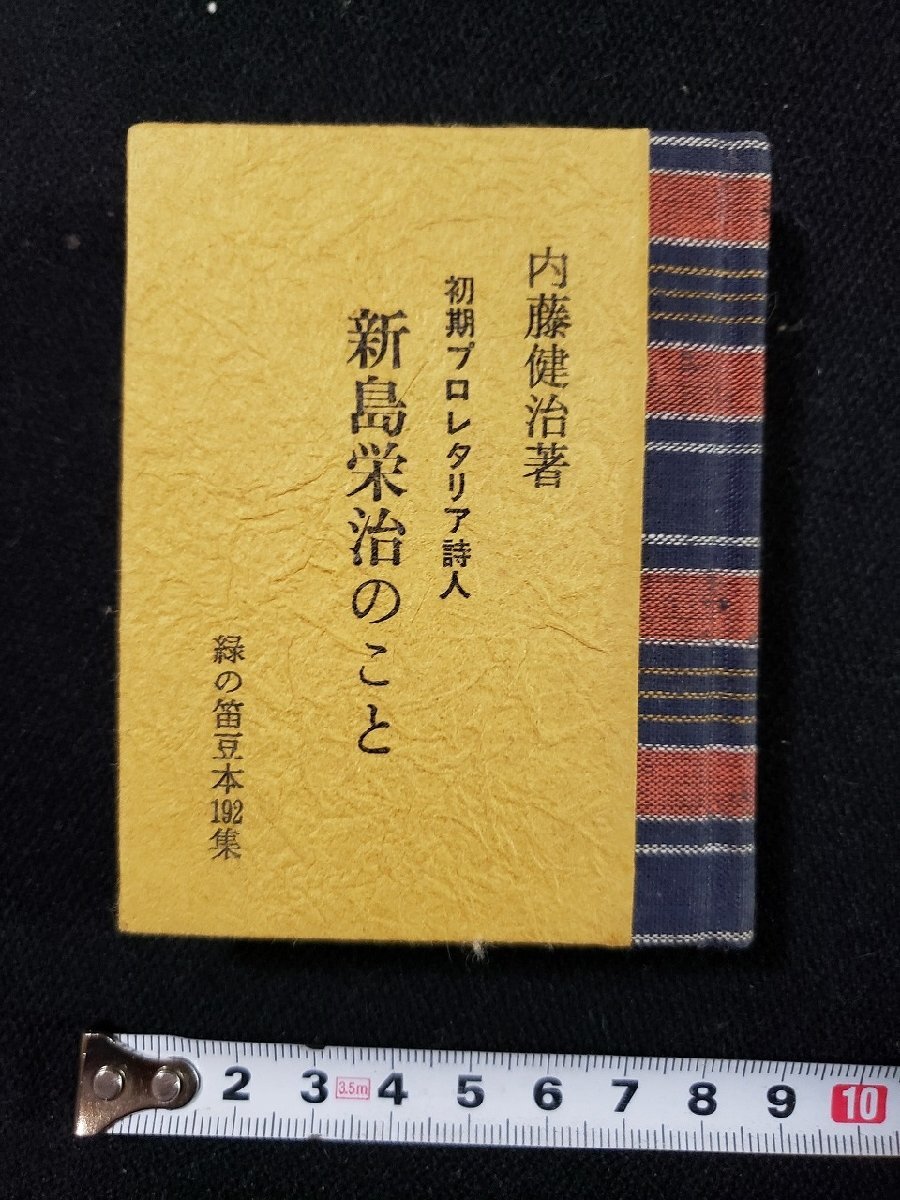 内藤健治著
初期プロレタリア詩人
新島栄治のこと
緑の笛豆本192集
2 3 3.5m 4 5 6 7 8 9 10